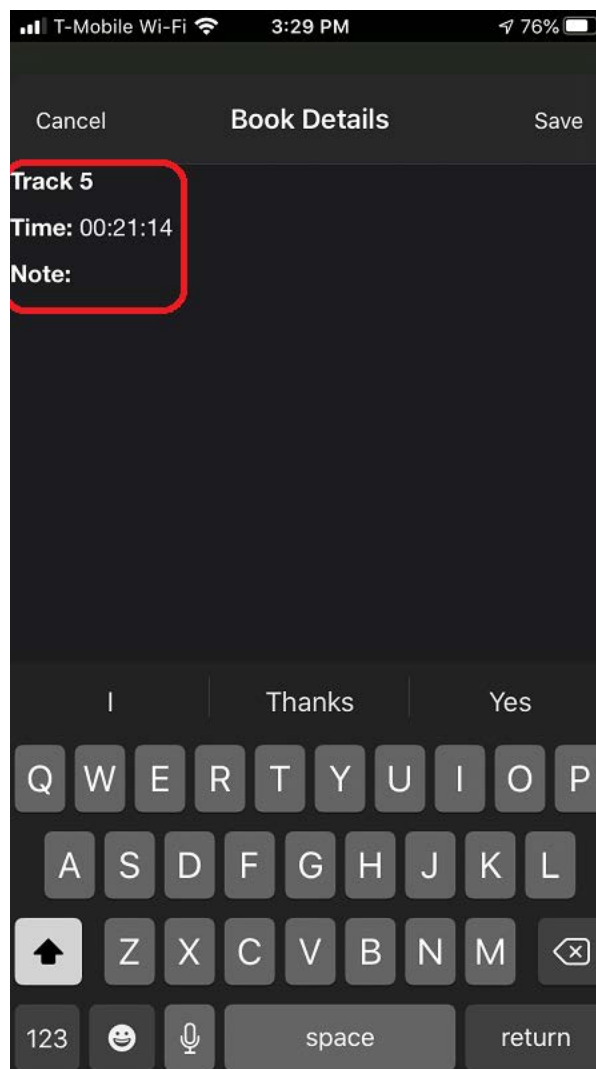 T-Mobile Wi-Fi 3:29 PM 76%
Cancel Book Details Save
Track 5
Time: 00:21:14
Note:
I Thanks Yes
Q W E R T Y U I O P
A S D F G H J K L
Z X C V B N M
123 space return